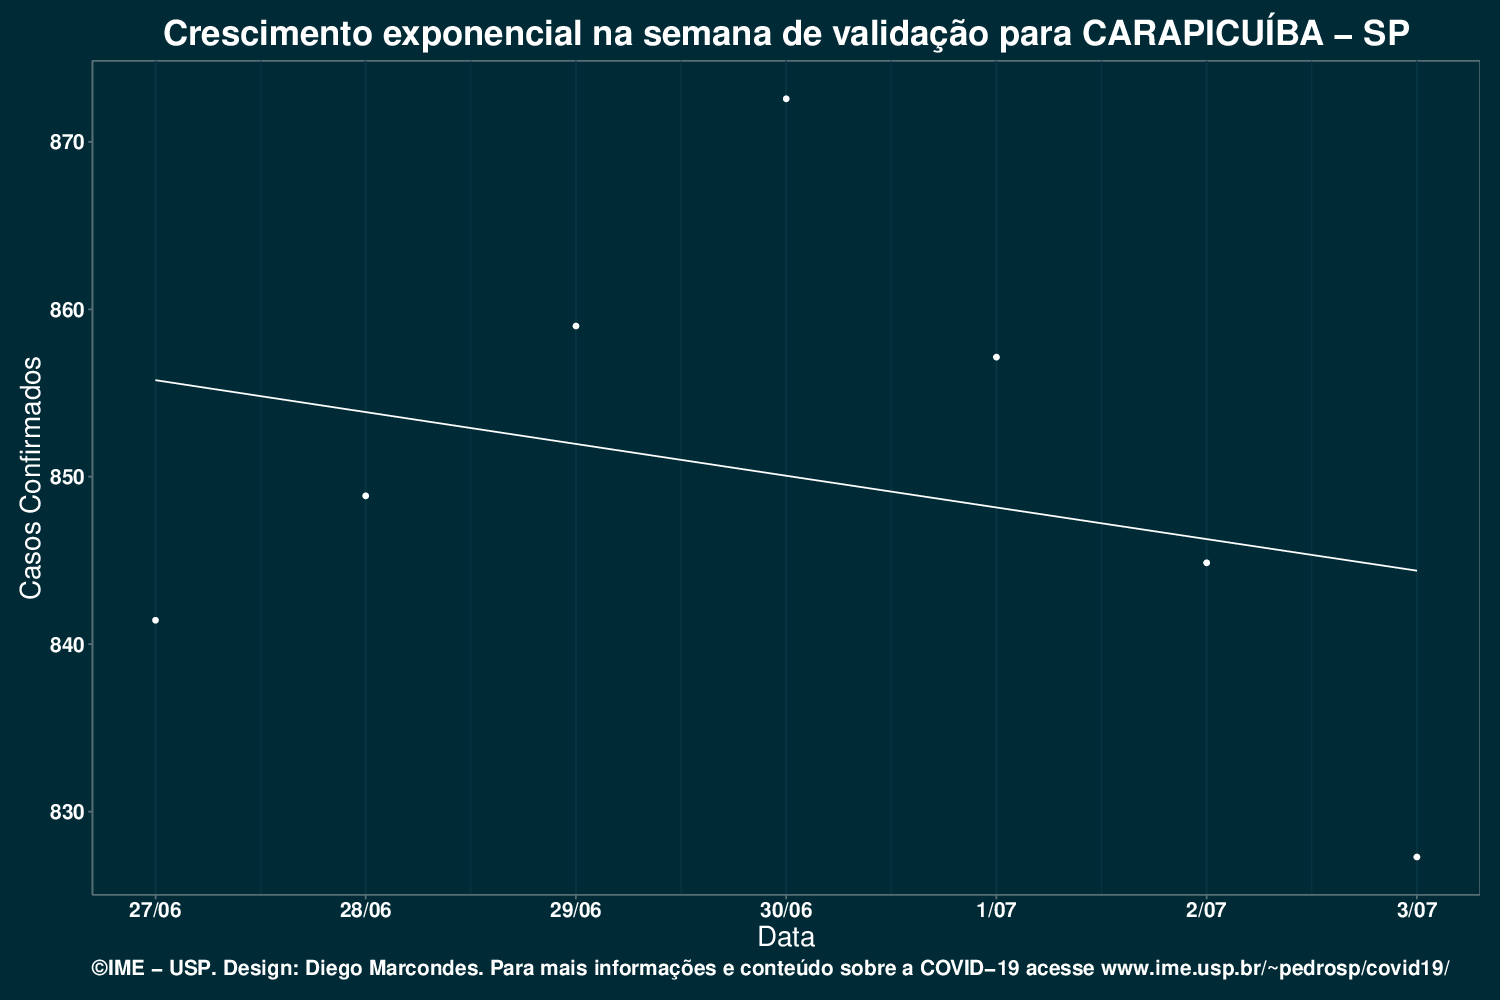 Crescimento exponencial na semana de validação para CARAPICUÍBA – SP
870
860
850
840
830
Casos Confirmados
27/06 28/06 29/06 30/06 1/07 2/07 3/07
Data
©IME – USP. Design: Diego Marcondes. Para mais informações e conteúdo sobre a COVID–19 acesse www.ime.usp.br/~pedrosp/covid19/